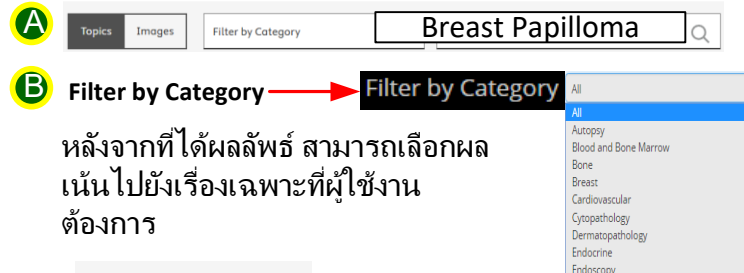 A
Topics Images Filter by Category Breast Papilloma
B Filter by Category Filter by Category All
หลังจากที่ได้ผลลัพธ์ สามารถเลือกผล
เน้นไปยังเรื่องเฉพาะที่ผู้ใช้งาน
ต้องการ
All
Autopsy
Blood and Bone Marrow
Bone
Breast
Cardiovascular
Cytopathology
Dermatopathology
Endocrine
Endoscopy